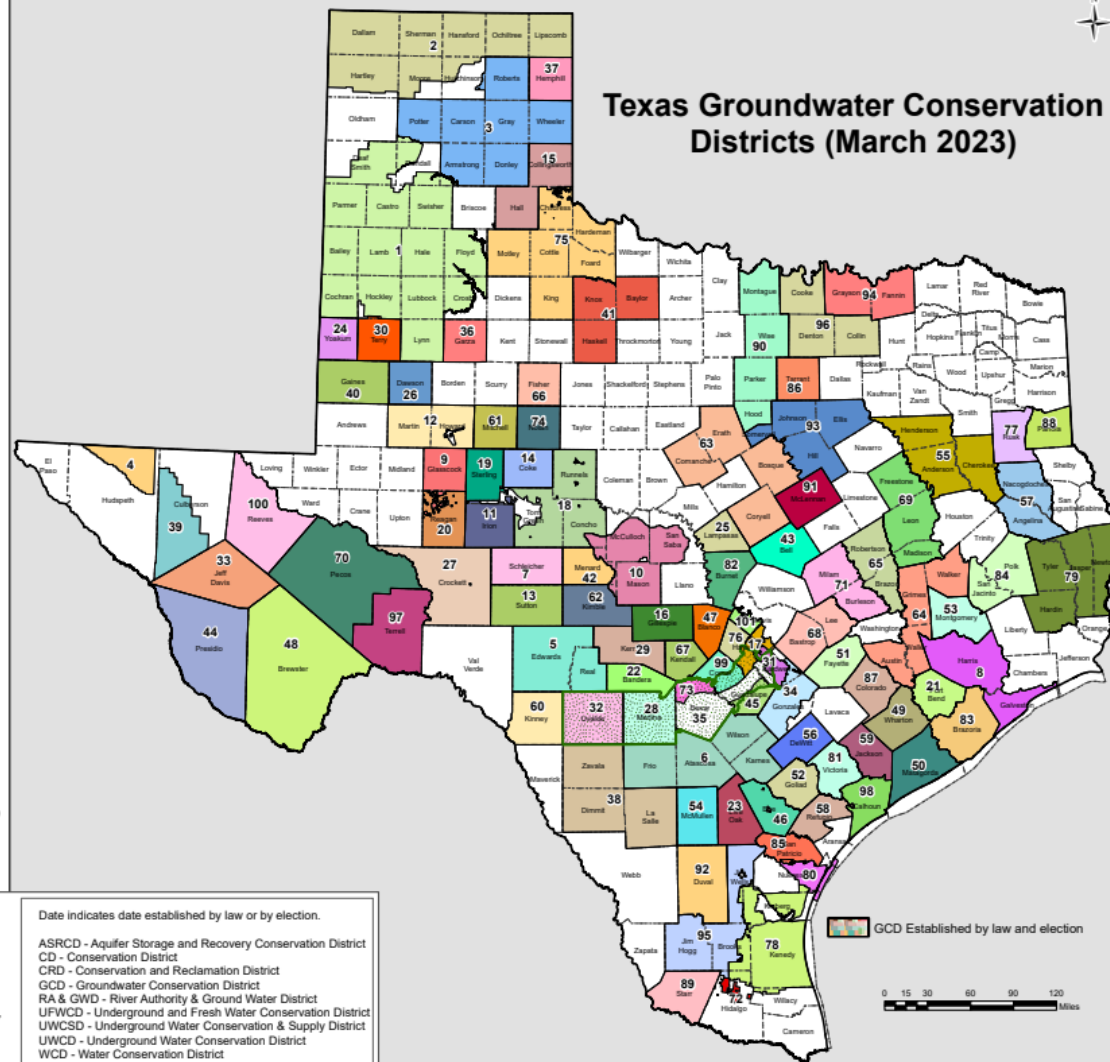 Texas Groundwater Conservation
Districts (March 2023)
Dallam Sherman Hansford Ochiltree Lipscomb
2
37
Hartley Moore Hutchinson Roberts Hemphill
Oldham Potter Carson Gray Wheeler
3
15
Deaf Smith Randall Armstrong Donley Collingsworth
Parmer Castro Swisher Briscoe Hall Childress
Hardeman
75
Bailey Lamb Hale Floyd Motley Cottle Foard Wilbarger Wichita
1
Clay Montague Cooke Grayson Fannin Lamar Red River Bowie
94
Cochran Hockley Lubbock Crosby Dickens King Knox Baylor Archer
41
Delta Titus Morris Cass
24 30 36
96
Yoakum Terry Lynn Garza Kent Stonewall Haskell Throckmorton Young Jack Wise Denton Collin Hunt Hopkins Franklin
90
Camp Marion
Rockwall Rains Wood Upshur
Gaines Dawson Borden Scurry Fisher Jones Shackelford Stephens Palo Pinto Parker Tarrant Dallas Kaufman Van Zandt Gregg Harrison
40 26 66 86
Hood Johnson Ellis Henderson Smith
12 61 74 93 55 77 88
Andrews Martin Howard Mitchell Nolan Taylor Callahan Eastland Erath Somervell Hill Navarro Anderson Cherokee Rusk Panola
63
9 19 14
El Paso Hudspeth Culberson Loving Winkler Ector Midland Glasscock Sterling Coke Runnels Coleman Brown Comanche Bosque Freestone Nacogdoches Shelby
4 91 69 57
39 100 20 11 18
Reeves Ward Crane Upton Reagan Irion Tom Green Concho Mills Hamilton McLennan Limestone Leon Houston Angelina San Augustine Sabine
25 43
Lampasas Coryell Bell Falls Trinity
33 70 27 7 42 10 82 65 84 79
Jeff Davis Pecos Crockett Schleicher Menard McCulloch San Saba Mason Llano Burnet Robertson Madison Polk Tyler Jasper Newton
Williamson Milam Brazos Walker San Jacinto Hardin
71
Burleson Grimes
44 48 97 13 62 16 47 101 68 64 53
Presidio Brewster Terrell Sutton Kimble Gillespie Blanco Travis Bastrop Lee Washington Montgomery Liberty Orange
76 17
Hays
5 29 67 31 51
Val Verde Edwards Real Kerr Kendall Fayette Austin Waller Harris Jefferson
22 99 8
Bandera Comal Caldwell Chambers
73 34 87 21
60 32 28 35 45 49
Kinney Uvalde Medina Bexar Guadalupe Gonzales Lavaca Colorado Fort Bend Galveston
83
Wilson Wharton Brazoria
56 59
DeWitt Jackson
6 81 50
Maverick Zavala Frio Atascosa Karnes Victoria Matagorda
52
Goliad
38 54 23 46 58 98
Dimmit La Salle McMullen Live Oak Bee Refugio Calhoun
85
San Patricio Aransas
92 80
Webb Duval Jim Wells Nueces
Kleberg
95 78
Zapata Jim Hogg Brooks Kenedy
89 72
Starr Hidalgo Willacy
Cameron
GCD Established by law and election
0 15 30 60 90 120
Miles
Date indicates date established by law or by election.
ASRCD - Aquifer Storage and Recovery Conservation District
CD - Conservation District
CRD - Conservation and Reclamation District
GCD - Groundwater Conservation District
RA & GWD - River Authority & Ground Water District
UFWCD - Underground and Fresh Water Conservation District
UWCSD - Underground Water Conservation & Supply District
UWCD - Underground Water Conservation District
WCD - Water Conservation District